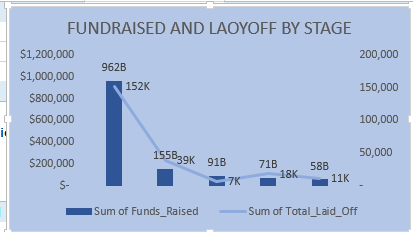 FUNDRAISED AND LAOYOFF BY STAGE
$1,200,000
$1,000,000
$800,000
$600,000
$400,000
$200,000
$-
200,000
150,000
100,000
50,000
-
962B
152K
155B
39K
91B
7K
71B
18K
58B
11K
Sum of Funds_Raised
Sum of Total_Laid_Off